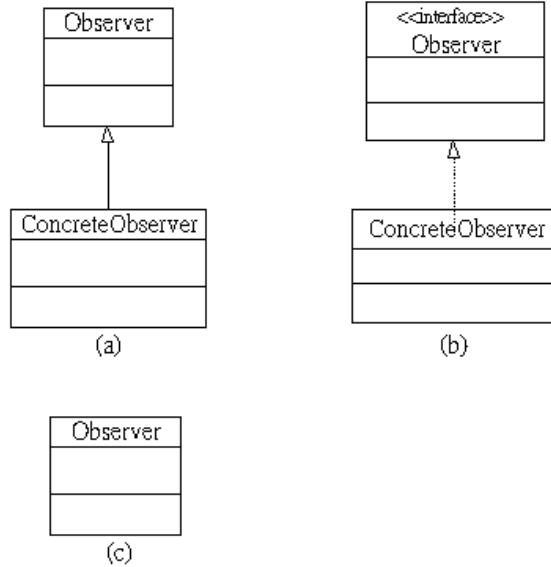 Observer
<<interface>>
Observer
ConcreteObserver
ConcreteObserver
(a)
(b)
Observer
(c)